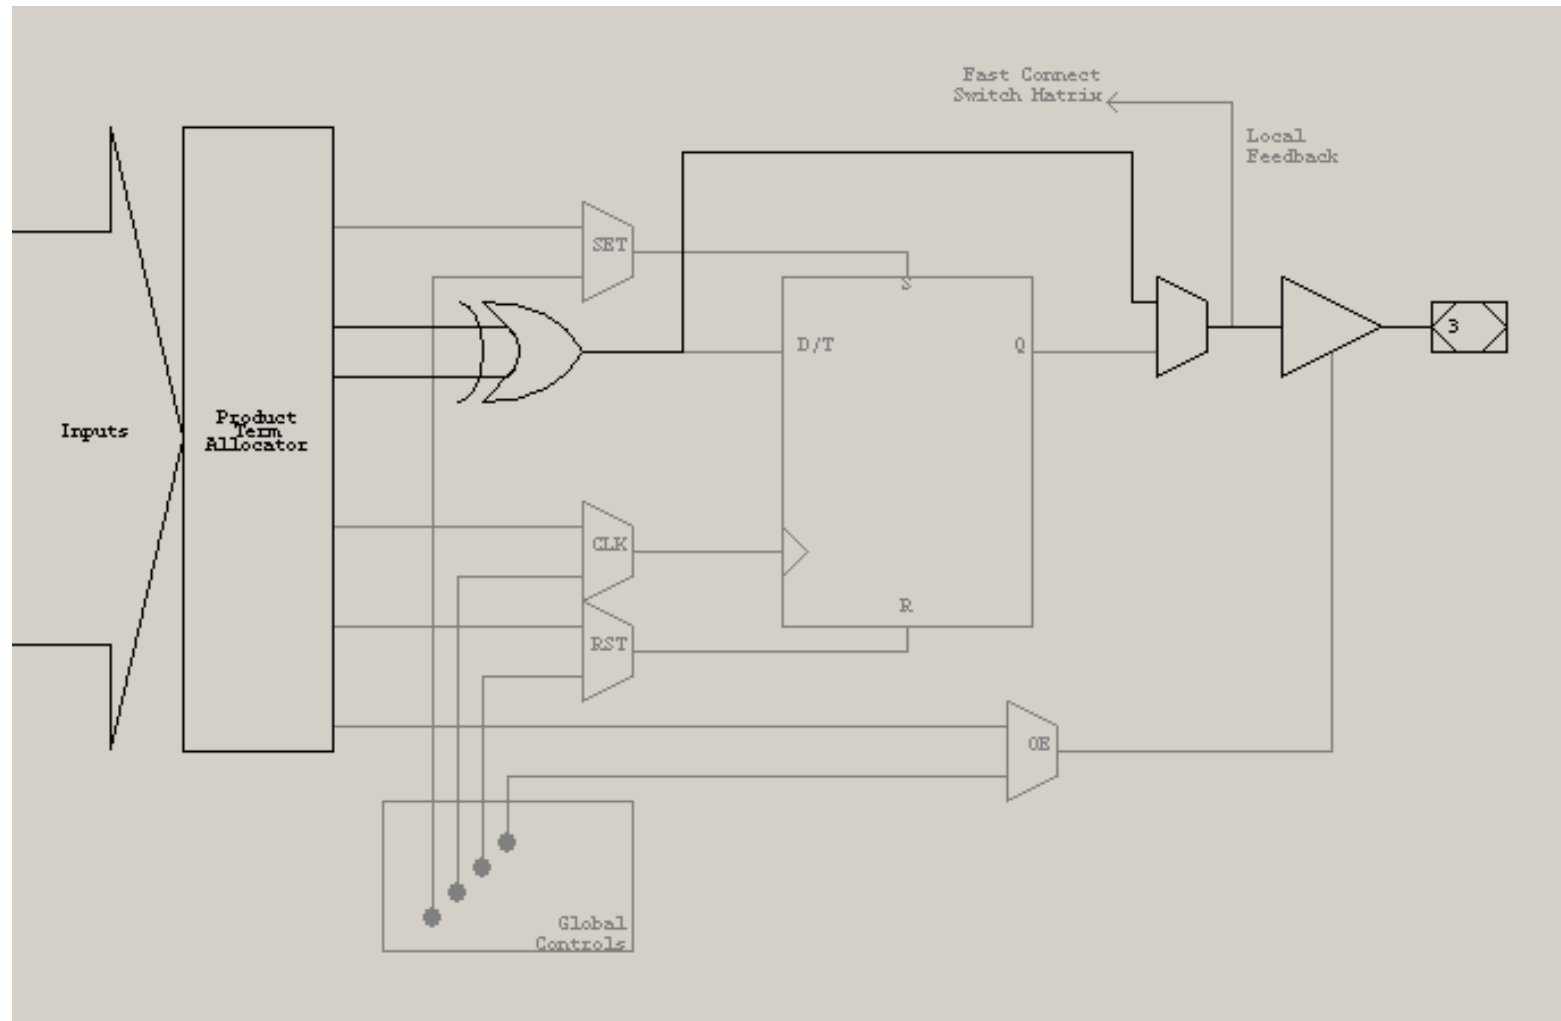 Fast Connect
Switch Matrix
Local
Feedback
SET
S
D/T
Q
3
Inputs
Product
Term
Allocator
CLK
R
RST
OE
Global
Controls